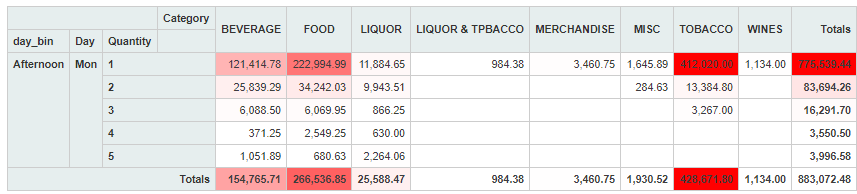 Category BEVERAGE FOOD LIQUOR LIQUOR & TPBACCO MERCHANDISE MISC TOBACCO WINES Totals
day_bin Day Quantity
Afternoon Mon 1 121,414.78 222,994.99 11,884.65 984.38 3,460.75 1,645.89 412,020.00 1,134.00 775,539.44
2 25,839.29 34,242.03 9,943.51 284.63 13,384.80 83,694.26
3 6,088.50 6,069.95 866.25 3,267.00 16,291.70
4 371.25 2,549.25 630.00 3,550.50
5 1,051.89 680.63 2,264.06 3,996.58
Totals 154,765.71 266,536.85 25,588.47 984.38 3,460.75 1,930.52 428,671.80 1,134.00 883,072.48